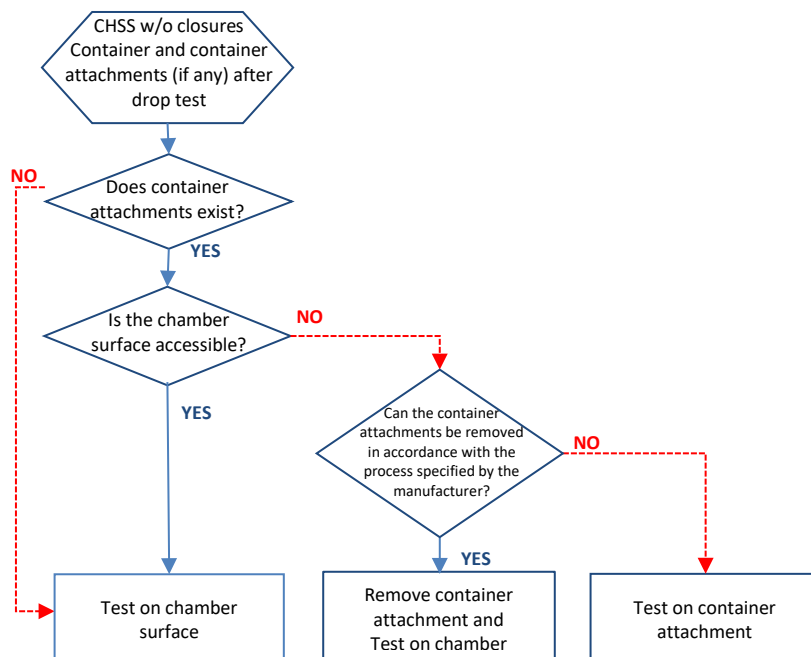 CHSS w/o closures
Container and container
attachments (if any) after
drop test
NO
Does container
attachments exist?
YES
Is the chamber
surface accessible?
NO
YES
Can the container
attachments be removed
in accordance with the
process specified by the
manufacturer?
NO
YES
Test on chamber
surface
Remove container
attachment and
Test on chamber
Test on container
attachment